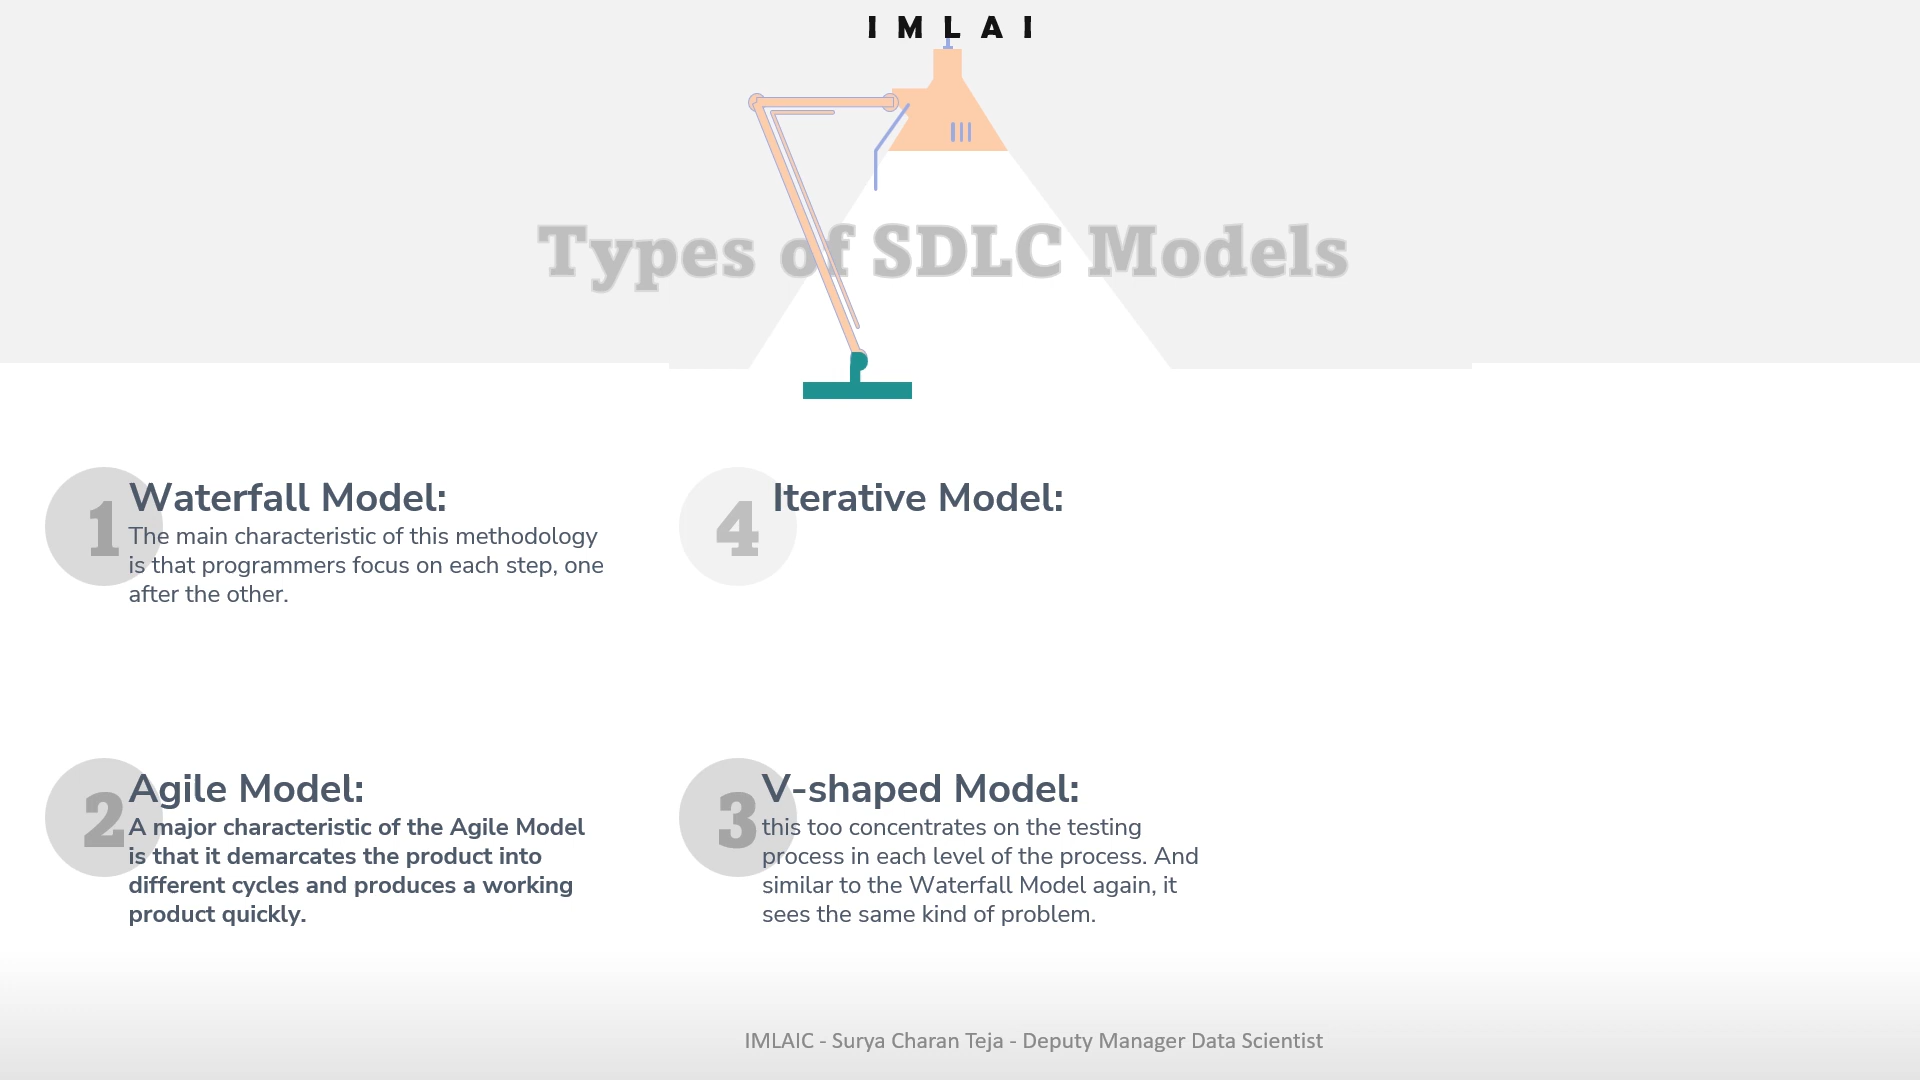 IMLAI
Types of SDLC Models
1
Waterfall Model:
The main characteristic of this methodology
is that programmers focus on each step, one
after the other.
4
Iterative Model:
2
Agile Model:
A major characteristic of the Agile Model
is that it demarcates the product into
different cycles and produces a working
product quickly.
3
V-shaped Model:
this too concentrates on the testing
process in each level of the process. And
similar to the Waterfall Model again, it
sees the same kind of problem.
IMLAIC - Surya Charan Teja - Deputy Manager Data Scientist